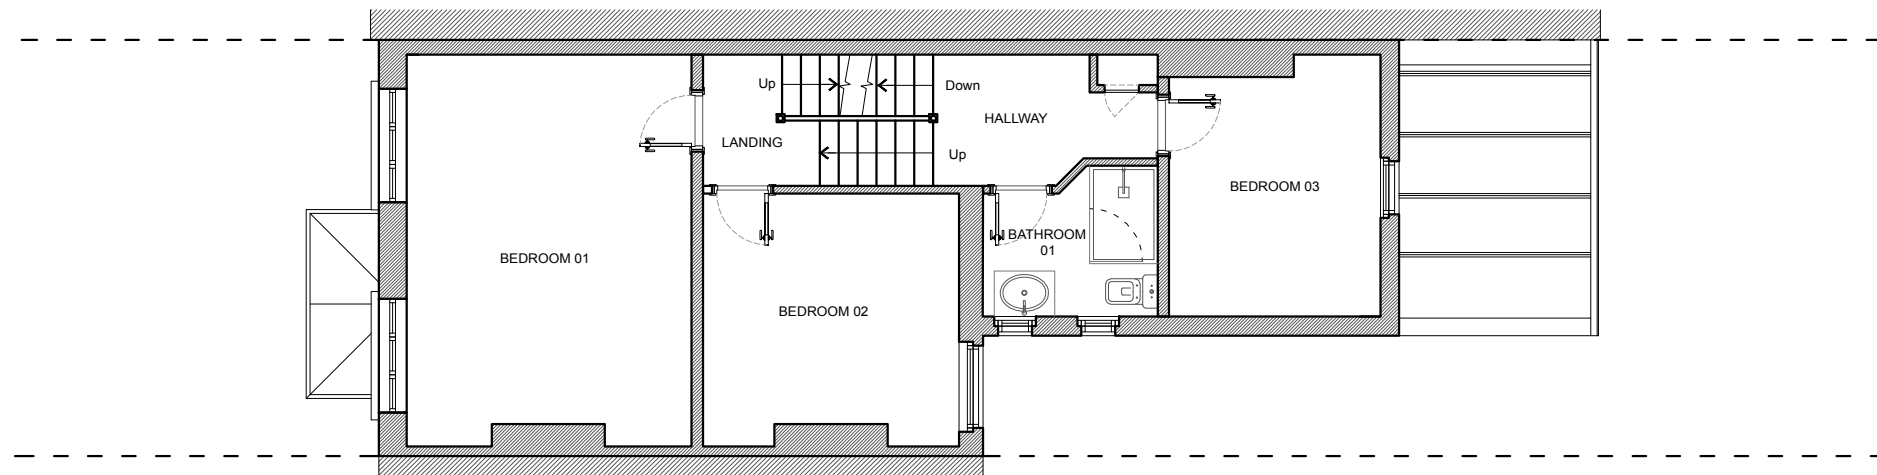 Up
Down
HALLWAY
LANDING
Up
BEDROOM 03
BATHROOM
01
BEDROOM 01
BEDROOM 02